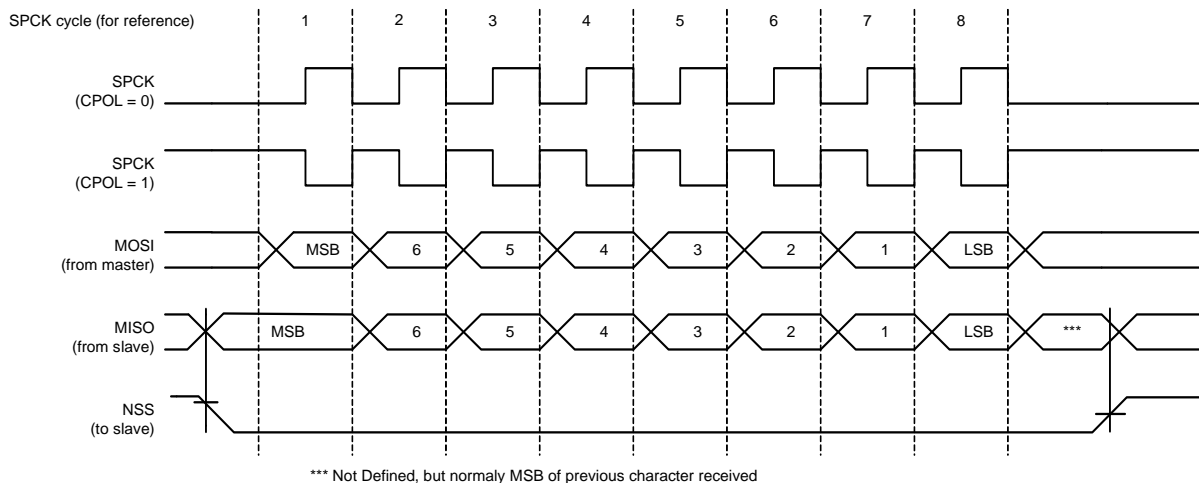 SPCK cycle (for reference) 1 2 3 4 5 6 7 8
SPCK
(CPOL = 0)
SPCK
(CPOL = 1)
MOSI
(from master)
MSB 6 5 4 3 2 1 LSB
MISO
(from slave)
MSB 6 5 4 3 2 1 LSB ***
NSS
(to slave)
*** Not Defined, but normaly MSB of previous character received